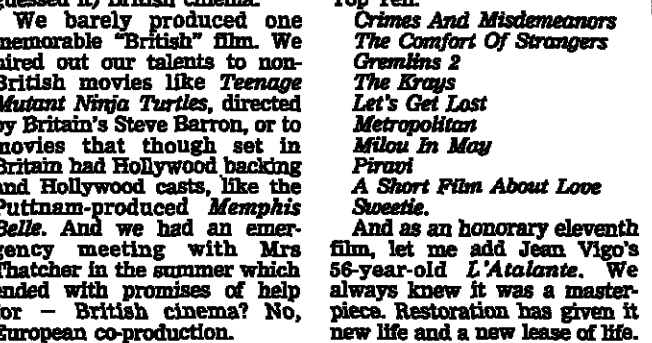 guessed it) British cinema.
We barely produced one
memorable "British" film. We
hired out our talents to non-
British movies like Teenage
Mutant Ninja Turtles, directed
by Britain's Steve Barron, or to
movies that though set in
Britain had Hollywood backing
and Hollywood casts, like the
Puttnam-produced Memphis
Belle. And we had an emer-
gency meeting with Mrs
Thatcher in the summer which
ended with promises of help
for — British cinema? No,
European co-production.
Top Ten:
Crimes And Misdemeanors
The Comfort Of Strangers
Gremlins 2
The Krays
Let's Get Lost
Metropolitan
Milou In May
Piravi
A Short Film About Love
Sweetie.
And as an honorary eleventh
film, let me add Jean Vigo's
56-year-old L'Atalante. We
always knew it was a master-
piece. Restoration has given it
new life and a new lease of life.